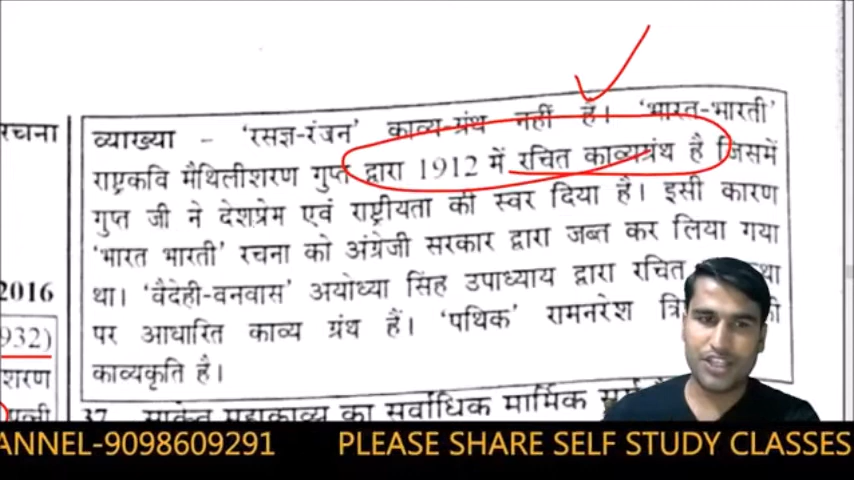 रचना
व्याख्या – 'रसज्ञ-रंजन' काव्य-ग्रंथ नहीं है। 'भारत-भारती'
राष्ट्रकवि मैथिलीशरण गुप्त द्वारा 1912 में रचित काव्यग्रंथ है जिसमें
गुप्त जी ने देशप्रेम एवं राष्ट्रीयता की स्वर दिया है। इसी कारण
'भारत भारती' रचना को अंग्रेजी सरकार द्वारा जब्त कर लिया गया
2016
था। 'वैदेही-वनवास' अयोध्या सिंह उपाध्याय द्वारा रचित
932)
पर आधारित काव्य ग्रंथ हैं। 'पथिक' रामनरेश
शरण
काव्यकृति है।
37. साकेत महाकाव्य का सर्वाधिक मार्मिक
ANNEL-9098609291 PLEASE SHARE SELF STUDY CLASSES